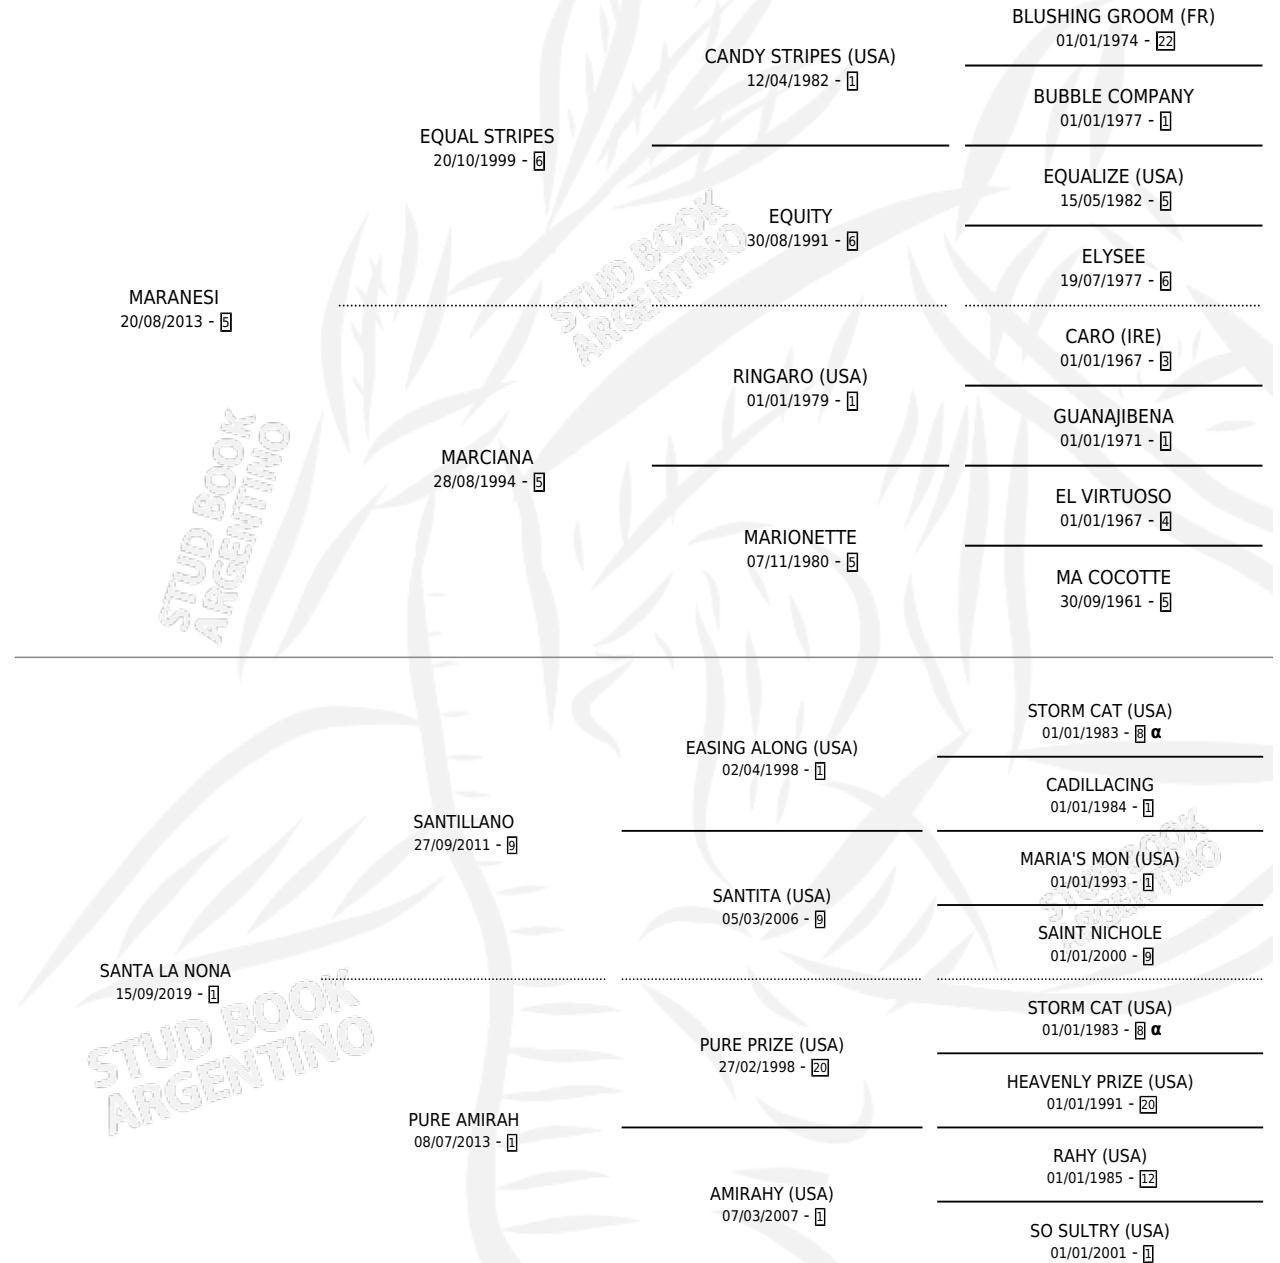 BLUSHING GROOM (FR)
01/01/1974 - 22
CANDY STRIPES (USA)
12/04/1982 - 1
BUBBLE COMPANY
01/01/1977 - 1
EQUAL STRIPES
20/10/1999 - 6
EQUALIZE (USA)
15/05/1982 - 5
EQUITY
30/08/1991 - 6
ELYSEE
19/07/1977 - 6
MARANESI
20/08/2013 - 5
CARO (IRE)
01/01/1967 - 3
RINGARO (USA)
01/01/1979 - 1
GUANAJIBENA
01/01/1971 - 1
MARCIANA
28/08/1994 - 5
EL VIRTUOSO
01/01/1967 - 4
MARIONETTE
07/11/1980 - 5
MA COCOTTE
30/09/1961 - 5
STORM CAT (USA)
01/01/1983 - 8 α
EASING ALONG (USA)
02/04/1998 - 1
CADILLACING
01/01/1984 - 1
SANTILLANO
27/09/2011 - 9
MARIA'S MON (USA)
01/01/1993 - 1
SANTITA (USA)
05/03/2006 - 9
SAINT NICHOLE
01/01/2000 - 9
SANTA LA NONA
15/09/2019 - 1
STORM CAT (USA)
01/01/1983 - 8 α
PURE PRIZE (USA)
27/02/1998 - 20
HEAVENLY PRIZE (USA)
01/01/1991 - 20
PURE AMIRAH
08/07/2013 - 1
RAHY (USA)
01/01/1985 - 12
AMIRAHY (USA)
07/03/2007 - 1
SO SULTRY (USA)
01/01/2001 - 1
STUD BOOK
ARGENTINO
STUD BOOK
ARGENTINO
STUD BOOK
ARGENTINO
STUD BOOK
ARGENTINO